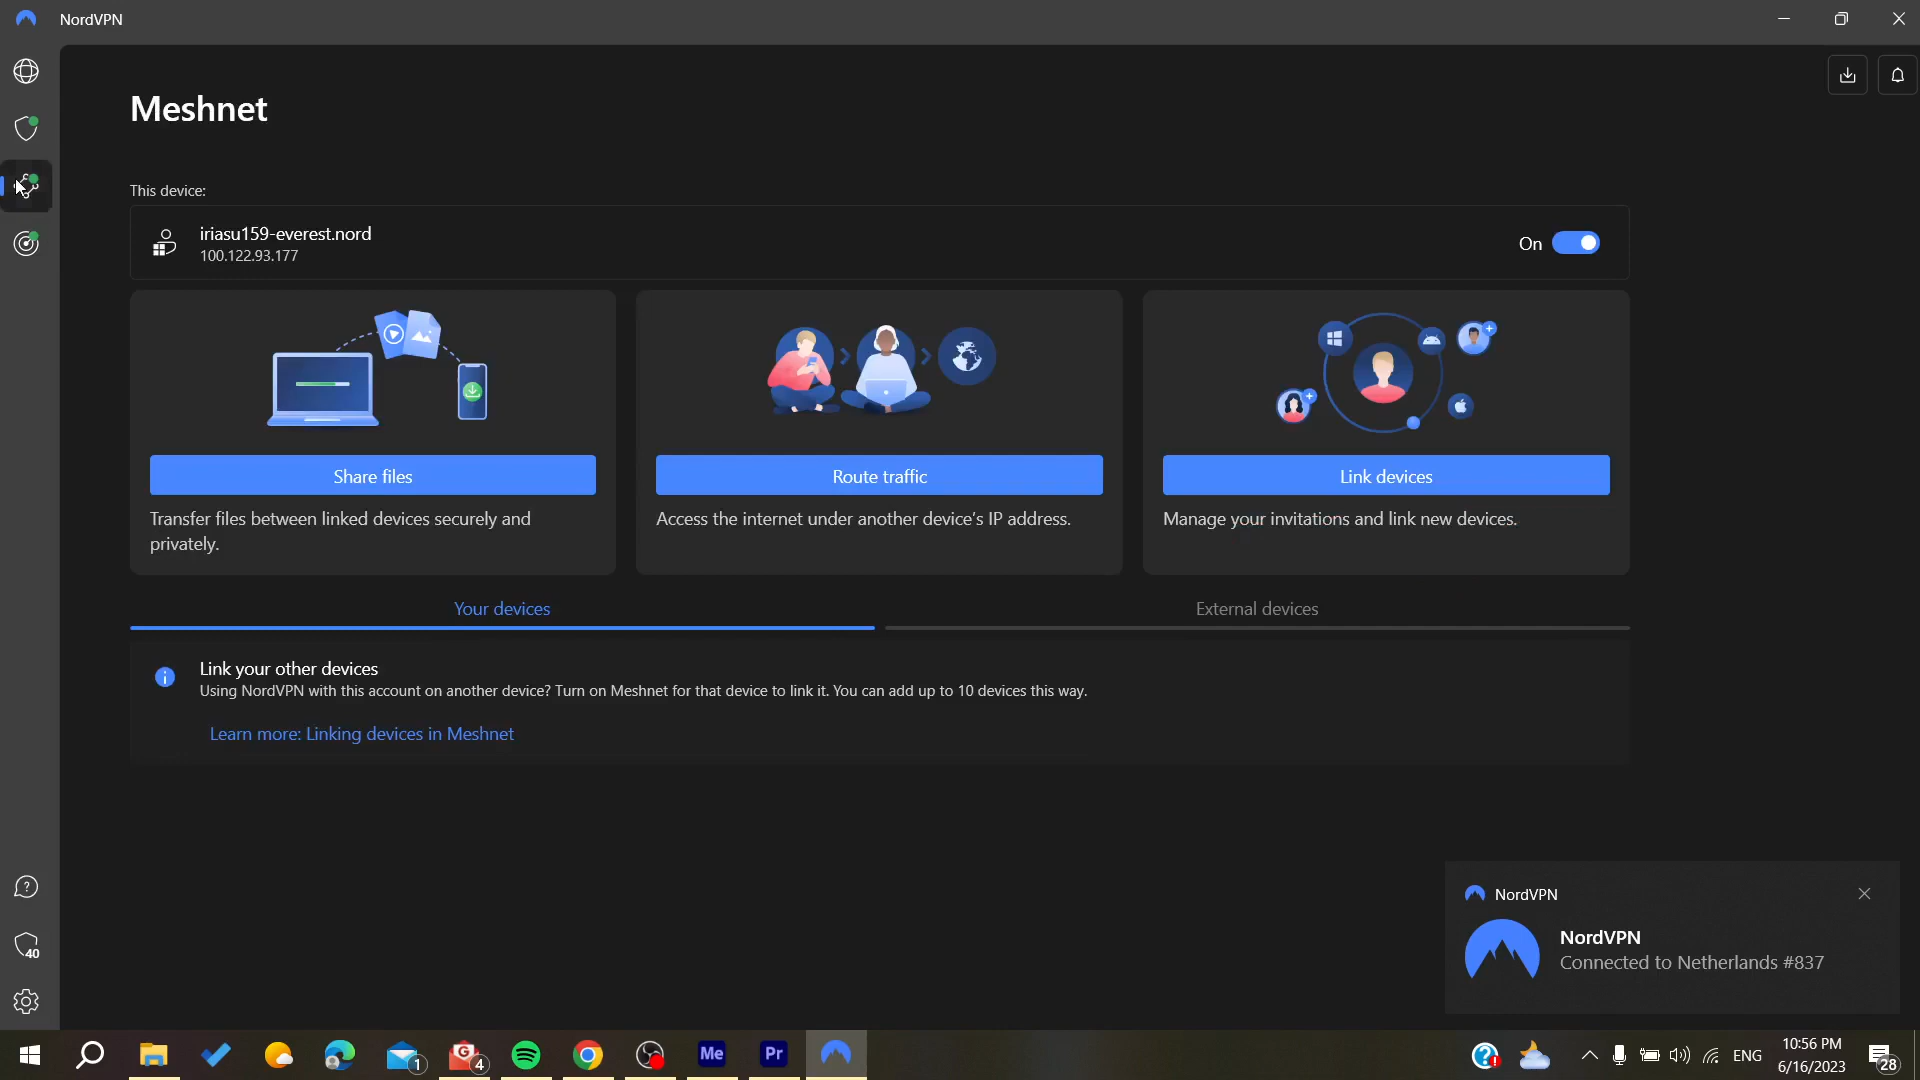 NordVPN
Meshnet
This device:
iriasu159-everest.nord
100.122.93.177
On
Share files
Transfer files between linked devices securely and
privately.
Route traffic
Access the internet under another device's IP address.
Link devices
Manage your invitations and link new devices.
Your devices
External devices
Link your other devices
Using NordVPN with this account on another device? Turn on Meshnet for that device to link it. You can add up to 10 devices this way.
Learn more: Linking devices in Meshnet
40
NordVPN
NordVPN
Connected to Netherlands #837
1
G
4
Me
Pr
ENG
10:56 PM
6/16/2023
28